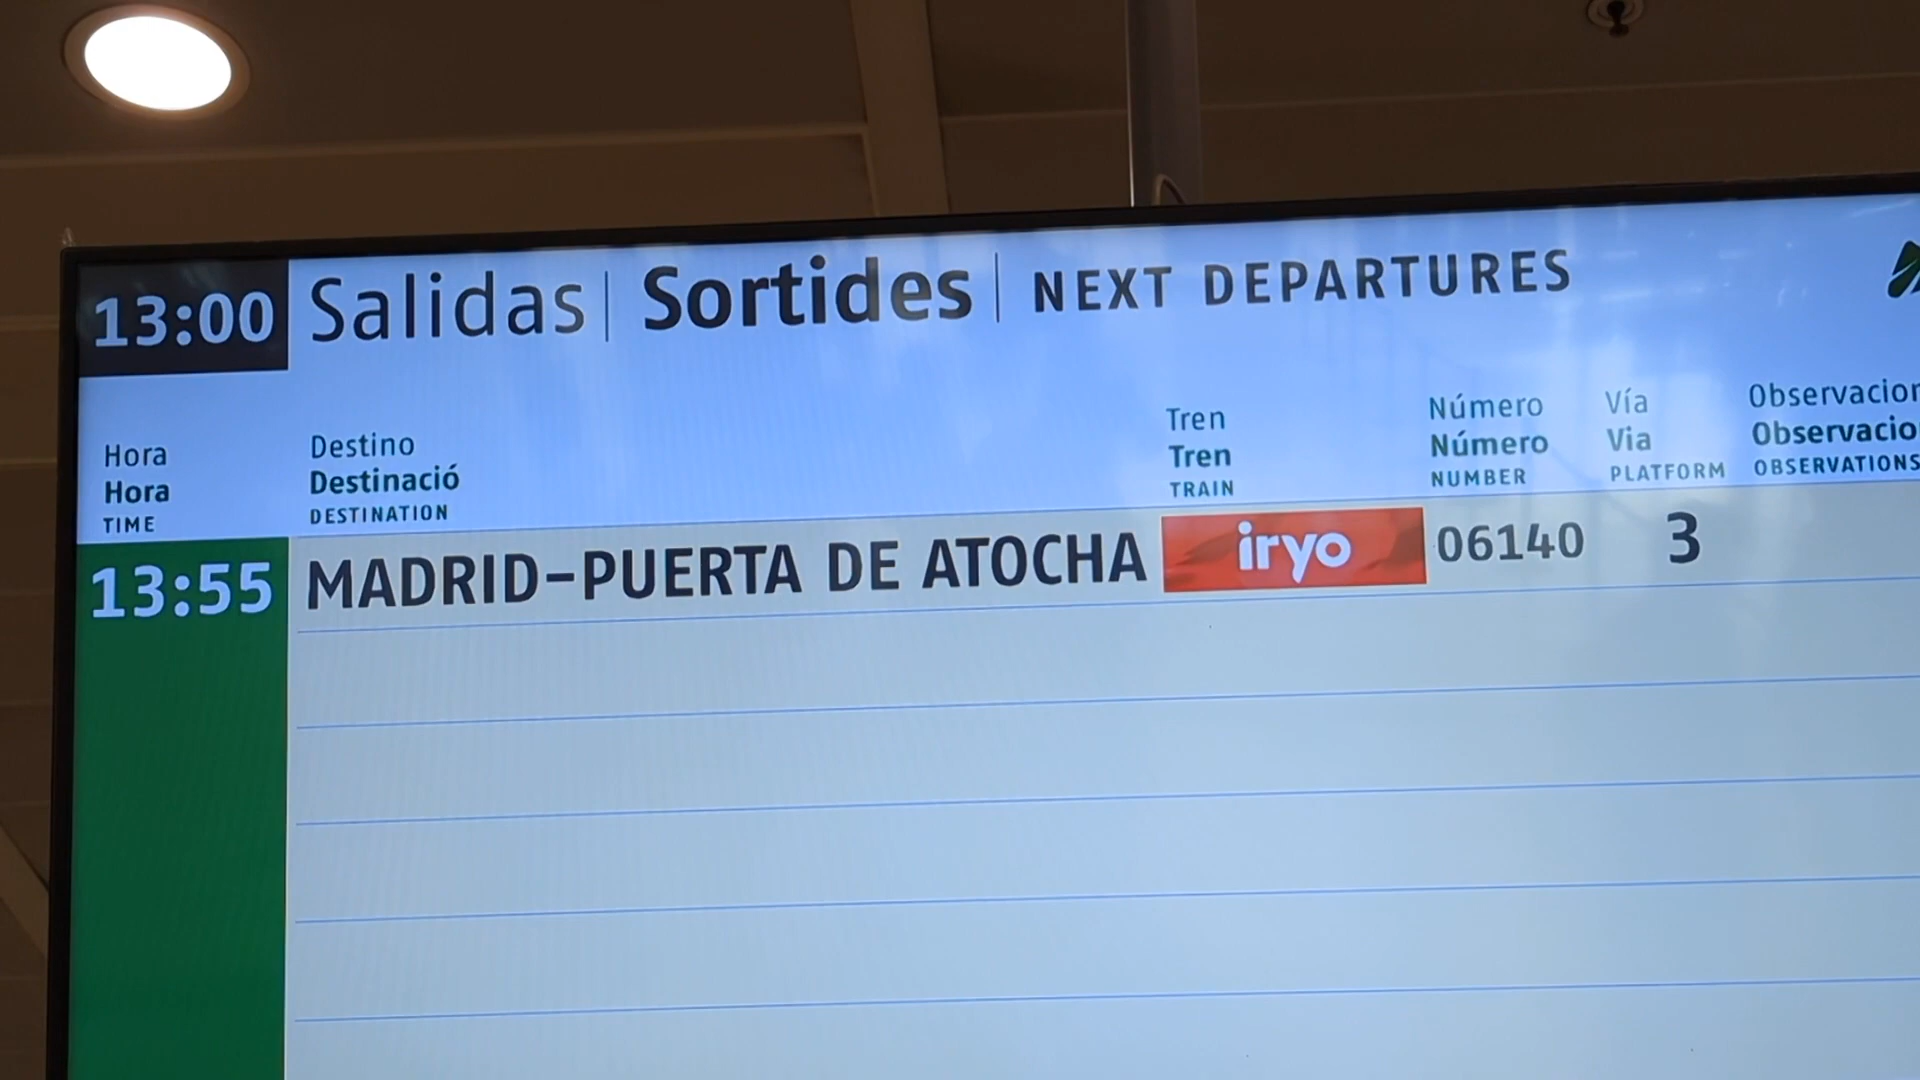 13:00 Salidas | Sortides | NEXT DEPARTURES
Hora Destino Tren Número Vía
Hora Destinació Tren Número Via
TIME DESTINATION TRAIN NUMBER PLATFORM OBSERVATIONS
13:55 MADRID-PUERTA DE ATOCHA iryo 06140 3